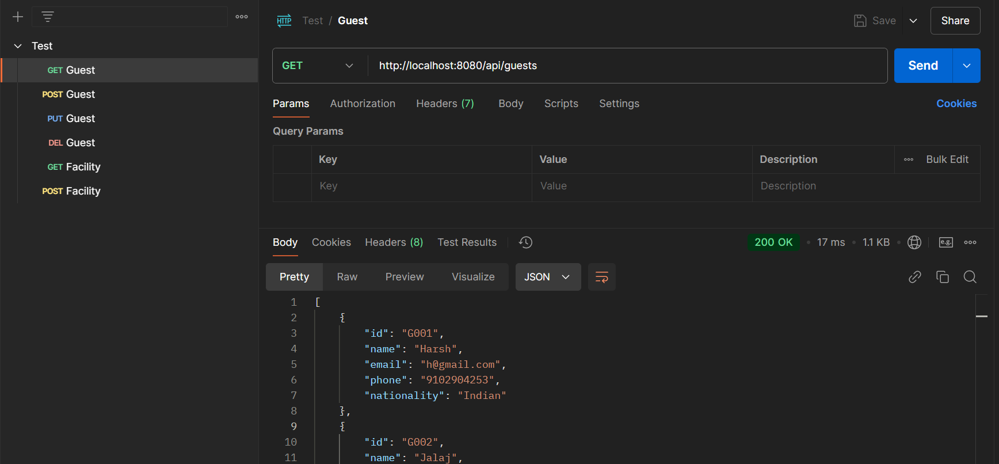 HTTP Test / Guest Save Share
Test
GET Guest
POST Guest
PUT Guest
DEL Guest
GET Facility
POST Facility
GET http://localhost:8080/api/guests Send
Params Authorization Headers (7) Body Scripts Settings Cookies
Query Params
Key Value Description Bulk Edit
Key Value Description
Body Cookies Headers (8) Test Results 200 OK • 17 ms • 1.1 KB • e.g.
Pretty Raw Preview Visualize JSON
1 [
2 {
3 "id": "G001",
4 "name": "Harsh",
5 "email": "h@gmail.com",
6 "phone": "9102904253",
7 "nationality": "Indian"
8 },
9 {
10 "id": "G002",
11 "name": "Jalaj",